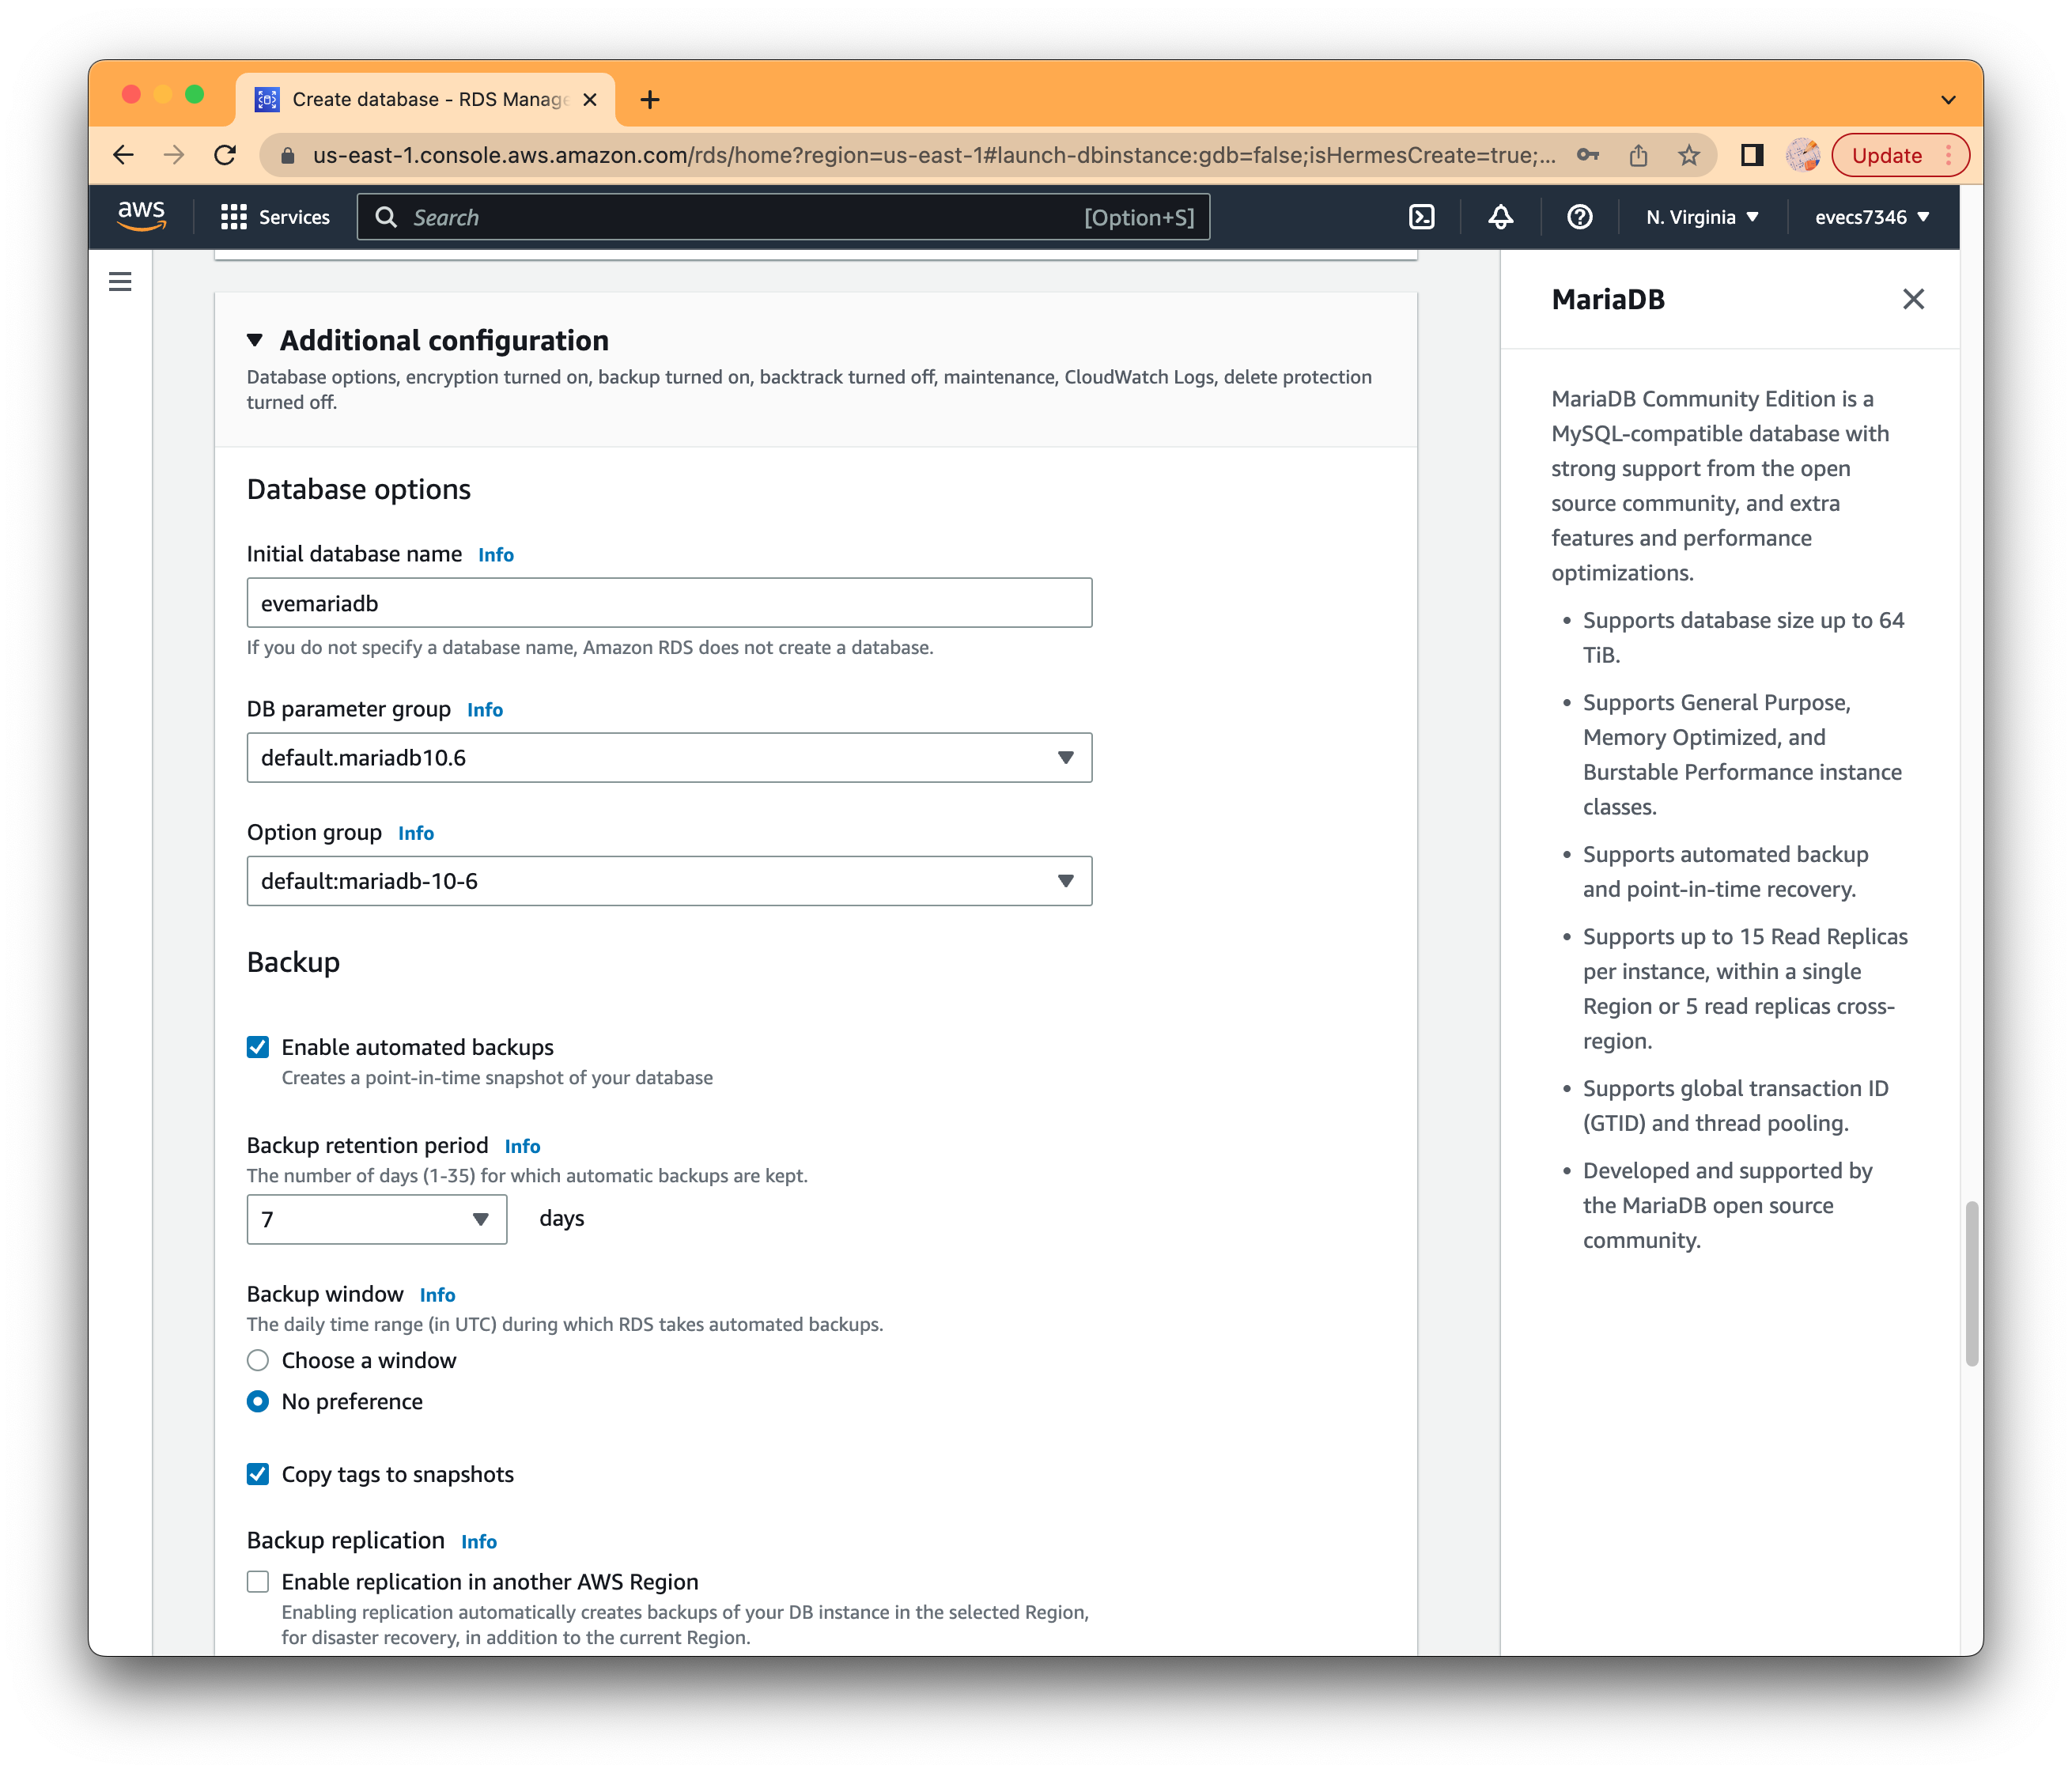 Create database - RDS Manage
us-east-1.console.aws.amazon.com/rds/home?region=us-east-1#launch-dbinstance:gdb=false;isHermesCreate=true;...
Update
aws
Services
Search
[Option+S]
N. Virginia
evecs7346
Additional configuration
Database options, encryption turned on, backup turned on, backtrack turned off, maintenance, CloudWatch Logs, delete protection
turned off.
Database options
Initial database name Info
evemariadb
If you do not specify a database name, Amazon RDS does not create a database.
DB parameter group Info
default.mariadb10.6
Option group Info
default:mariadb-10-6
Backup
Enable automated backups
Creates a point-in-time snapshot of your database
Backup retention period Info
The number of days (1-35) for which automatic backups are kept.
7 days
Backup window Info
The daily time range (in UTC) during which RDS takes automated backups.
Choose a window
No preference
Copy tags to snapshots
Backup replication Info
Enable replication in another AWS Region
Enabling replication automatically creates backups of your DB instance in the selected Region,
for disaster recovery, in addition to the current Region.
MariaDB
MariaDB Community Edition is a
MySQL-compatible database with
strong support from the open
source community, and extra
features and performance
optimizations.
• Supports database size up to 64
TiB.
• Supports General Purpose,
Memory Optimized, and
Burstable Performance instance
classes.
• Supports automated backup
and point-in-time recovery.
• Supports up to 15 Read Replicas
per instance, within a single
Region or 5 read replicas cross-
region.
• Supports global transaction ID
(GTID) and thread pooling.
• Developed and supported by
the MariaDB open source
community.